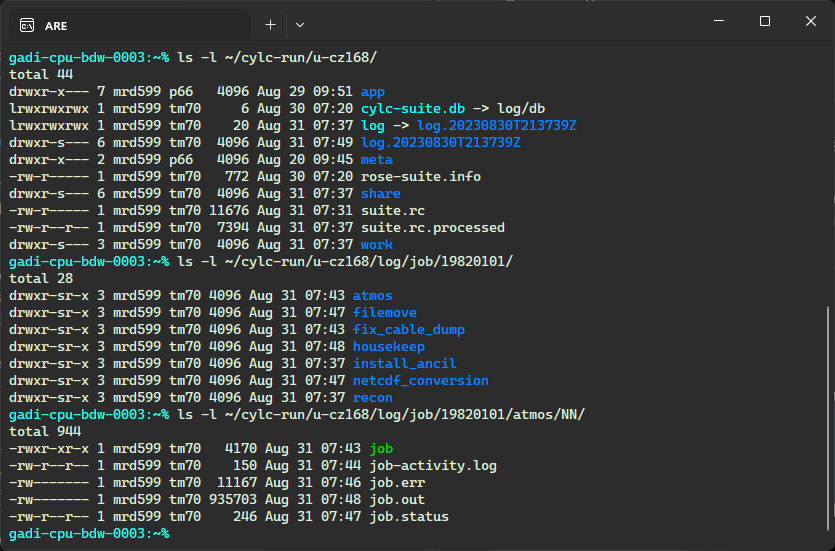 ARE
gadi-cpu-bdw-0003:~% ls -l ~/cylc-run/u-cz168/
total 44
drwxr-x--- 7 mrd599 p66   4096 Aug 29 09:51 app
lrwxrwxrwx 1 mrd599 tm70     6 Aug 30 07:20 cylc-suite.db -> log/db
lrwxrwxrwx 1 mrd599 tm70    20 Aug 31 07:37 log -> log.20230830T213739Z
drwxr-s--- 6 mrd599 tm70  4096 Aug 31 07:49 log.20230830T213739Z
drwxr-x--- 2 mrd599 p66   4096 Aug 20 09:45 meta
-rw-r----- 1 mrd599 tm70   772 Aug 30 07:20 rose-suite.info
drwxr-s--- 6 mrd599 tm70  4096 Aug 31 07:37 share
-rw-r----- 1 mrd599 tm70 11676 Aug 31 07:31 suite.rc
-rw-r--r-- 1 mrd599 tm70  7394 Aug 31 07:37 suite.rc.processed
drwxr-s--- 3 mrd599 tm70  4096 Aug 31 07:37 work
gadi-cpu-bdw-0003:~% ls -l ~/cylc-run/u-cz168/log/job/19820101/
total 28
drwxr-sr-x 3 mrd599 tm70 4096 Aug 31 07:43 atmos
drwxr-sr-x 3 mrd599 tm70 4096 Aug 31 07:47 filemove
drwxr-sr-x 3 mrd599 tm70 4096 Aug 31 07:43 fix_cable_dump
drwxr-sr-x 3 mrd599 tm70 4096 Aug 31 07:48 housekeep
drwxr-sr-x 3 mrd599 tm70 4096 Aug 31 07:37 install_ancil
drwxr-sr-x 3 mrd599 tm70 4096 Aug 31 07:47 netcdf_conversion
drwxr-sr-x 3 mrd599 tm70 4096 Aug 31 07:37 recon
gadi-cpu-bdw-0003:~% ls -l ~/cylc-run/u-cz168/log/job/19820101/atmos/NN/
total 944
-rwxr-xr-x 1 mrd599 tm70   4170 Aug 31 07:43 job
-rw-r--r-- 1 mrd599 tm70    150 Aug 31 07:44 job-activity.log
-rw------- 1 mrd599 tm70  11167 Aug 31 07:46 job.err
-rw------- 1 mrd599 tm70 935703 Aug 31 07:48 job.out
-rw-r--r-- 1 mrd599 tm70    246 Aug 31 07:47 job.status
gadi-cpu-bdw-0003:~%